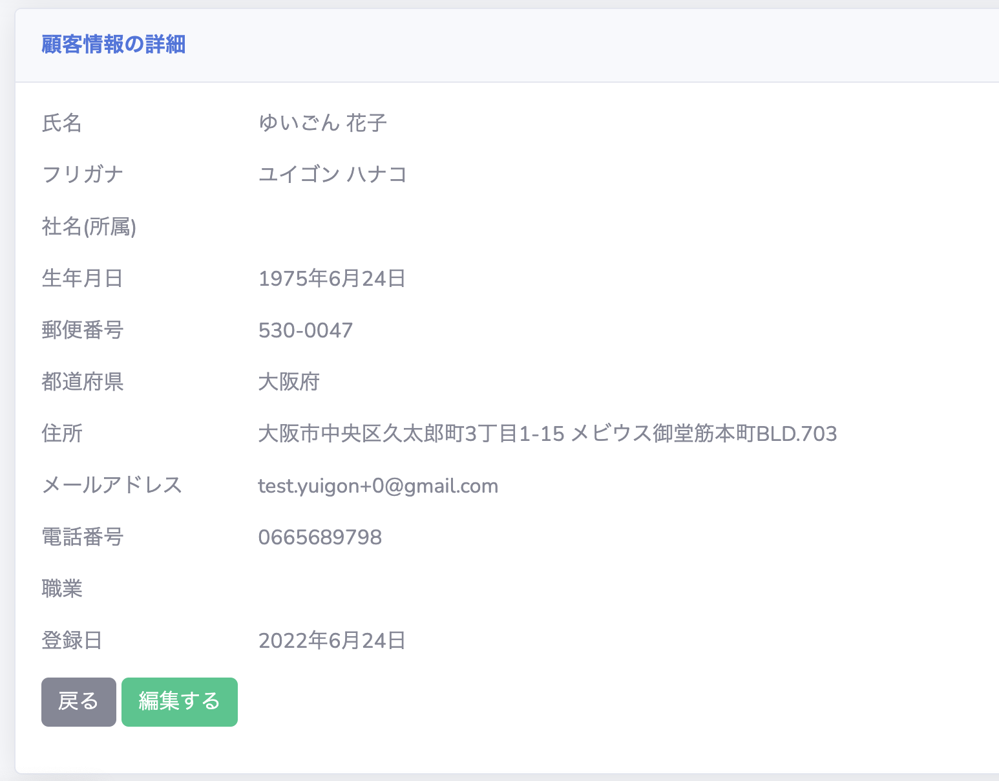 顧客情報の詳細
氏名 ゆいごん 花子
フリガナ ユイゴン ハナコ
社名(所属)
生年月日 1975年6月24日
郵便番号 530-0047
都道府県 大阪府
住所 大阪市中央区久太郎町3丁目1-15 メビウス御堂筋本町BLD.703
メールアドレス test.yuigon+0@gmail.com
電話番号 0665689798
職業
登録日 2022年6月24日
戻る 編集する